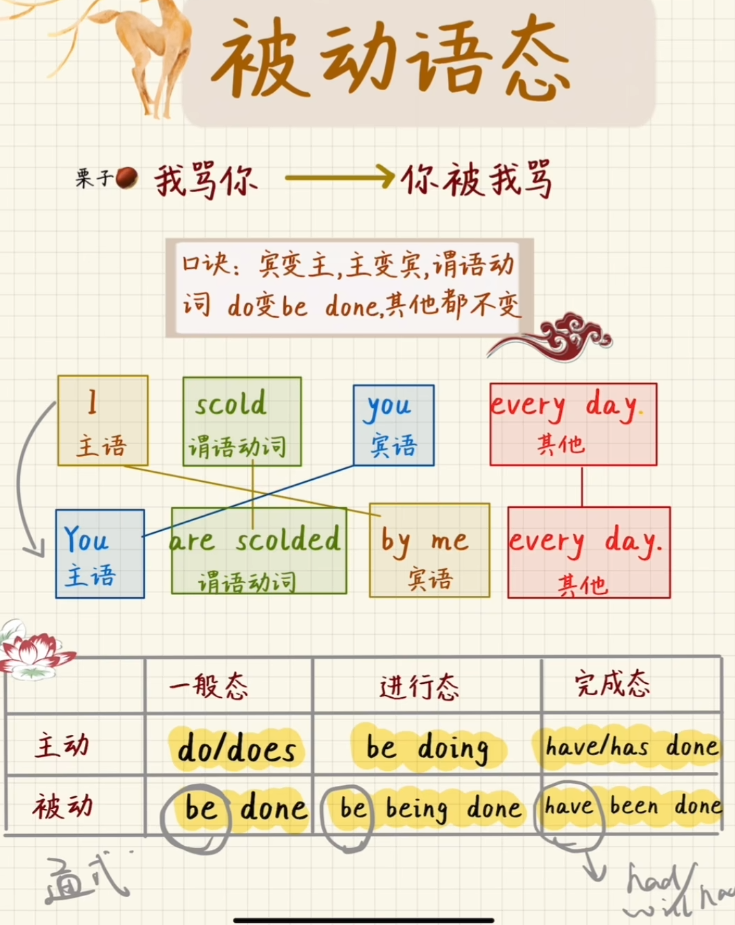 被动语态
栗子 我骂你 你被我骂
口诀：宾变主,主变宾,谓语动
词 do变be done,其他都不变
I scold you every day.
主语 谓语动词 宾语 其他
You are scolded by me every day.
主语 谓语动词 宾语 其他
一般态 进行态 完成态
主动 do/does be doing have/has done
被动 be done be being done have been done
通式
had/
will had